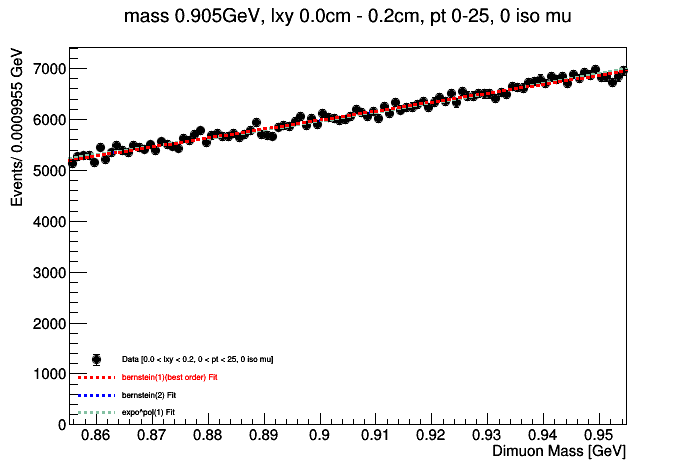 mass 0.905GeV, lxy 0.0cm - 0.2cm, pt 0-25, 0 iso mu
Events/ 0.0009955 GeV
7000
6000
5000
4000
3000
2000
1000
0
Data [0.0 < lxy < 0.2, 0 < pt < 25, 0 iso mu]
bernstein(1)(best order) Fit
bernstein(2) Fit
expo^pol(1) Fit
0.86 0.87 0.88 0.89 0.9 0.91 0.92 0.93 0.94 0.95
Dimuon Mass [GeV]